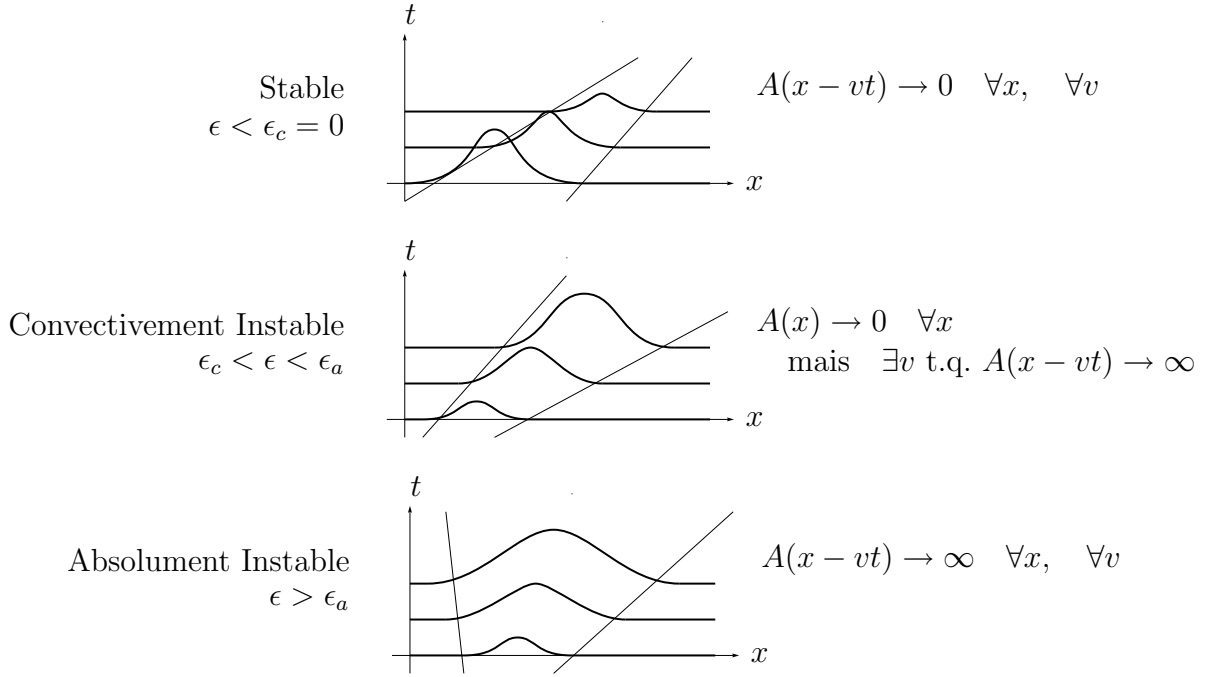 t
Stable
ϵ < ϵ_c = 0
x
A(x − vt) → 0 ∀x, ∀v
t
Convectivement Instable
ϵ_c < ϵ < ϵ_a
x
A(x) → 0 ∀x
mais ∃v t.q. A(x − vt) → ∞
t
Absolument Instable
ϵ > ϵ_a
x
A(x − vt) → ∞ ∀x, ∀v